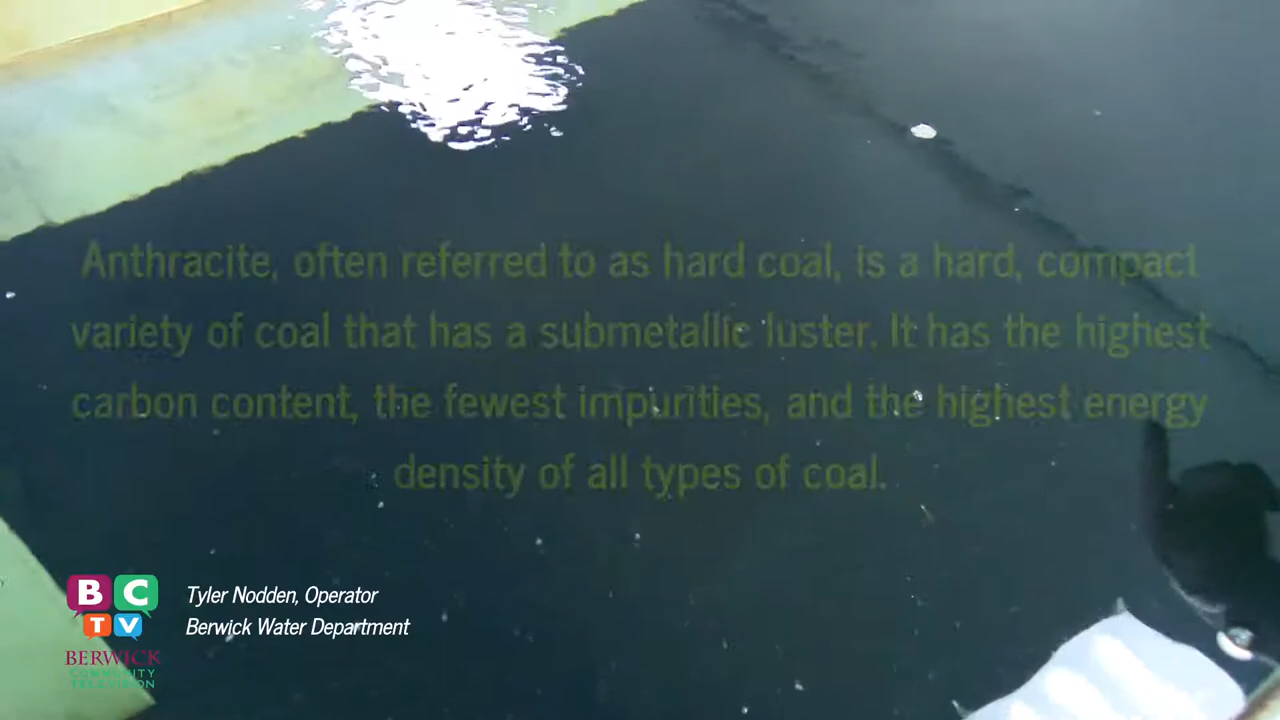 Anthracite, often referred to as hard coal, is a hard, compact
variety of coal that has a submetallic luster. It has the highest
carbon content, the fewest impurities, and the highest energy
density of all types of coal.
BC
TV
BERWICK
COMMUNITY
TELEVISION
Tyler Nodden, Operator
Berwick Water Department